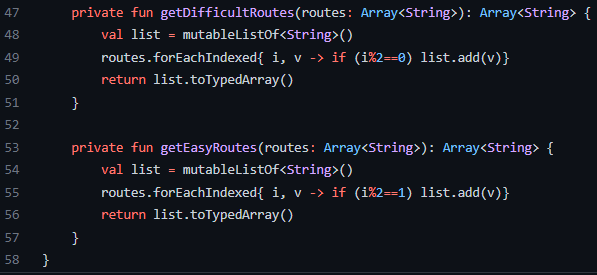 47 private fun getDifficultRoutes(routes: Array<String>): Array<String> {
48 val list = mutableListOf<String>()
49 routes.forEachIndexed{ i, v -> if (i%2==0) list.add(v)}
50 return list.toTypedArray()
51 }
52
53 private fun getEasyRoutes(routes: Array<String>): Array<String> {
54 val list = mutableListOf<String>()
55 routes.forEachIndexed{ i, v -> if (i%2==1) list.add(v)}
56 return list.toTypedArray()
57 }
58 }